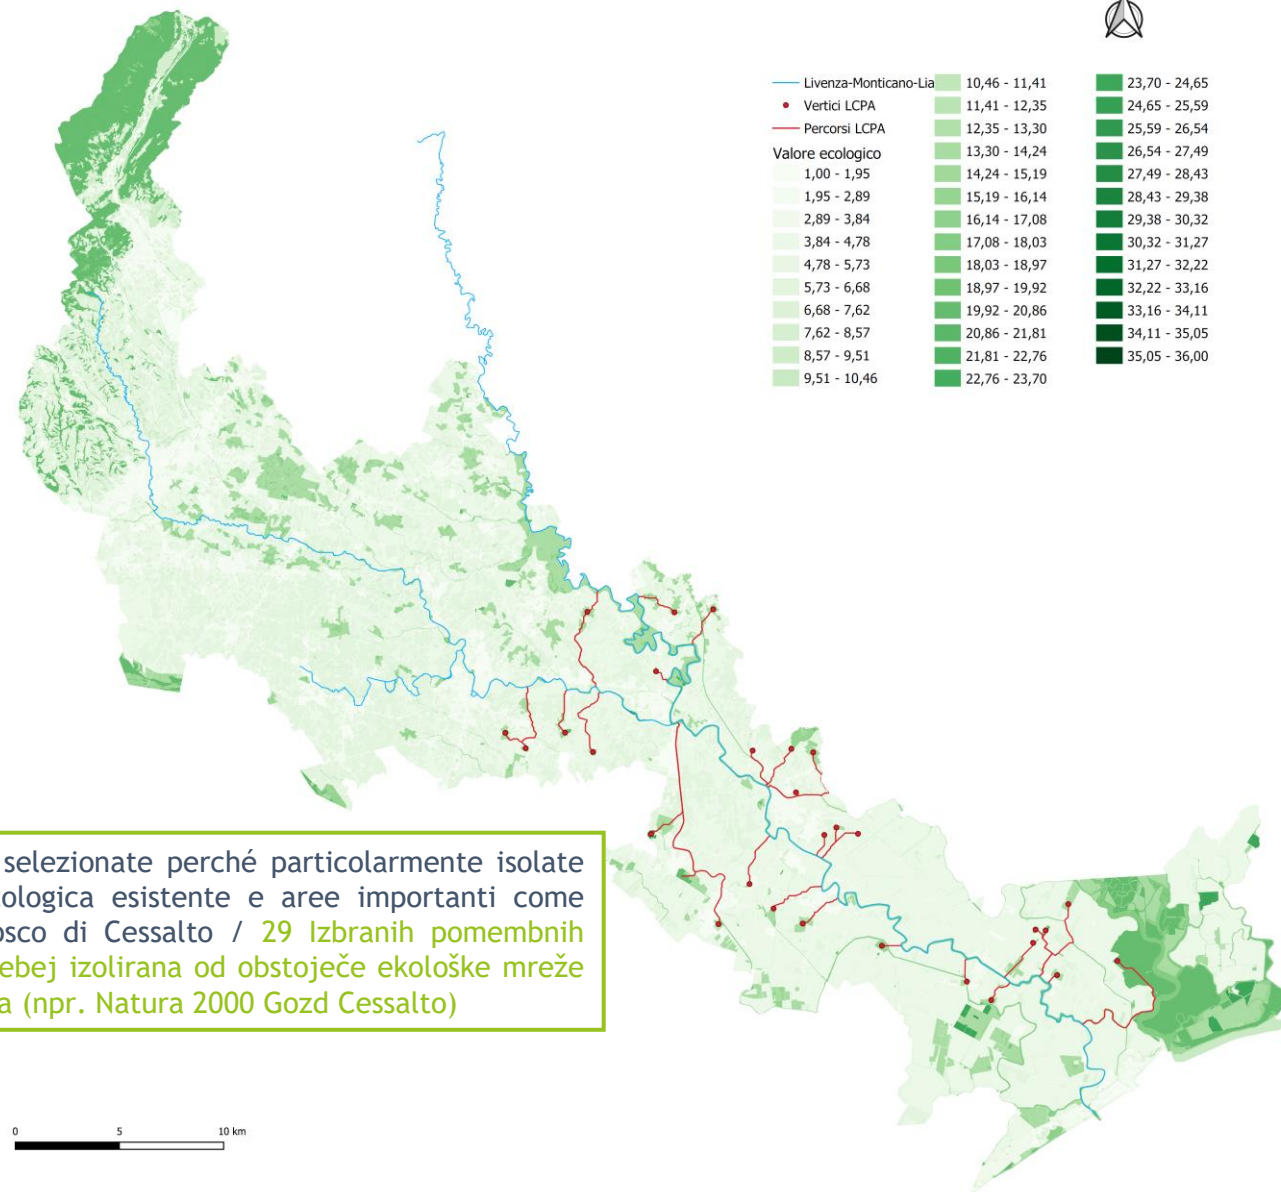 Livenza-Monticano-Lia
Vertici LCPA
Percorsi LCPA
Valore ecologico
1,00 - 1,95
1,95 - 2,89
2,89 - 3,84
3,84 - 4,78
4,78 - 5,73
5,73 - 6,68
6,68 - 7,62
7,62 - 8,57
8,57 - 9,51
9,51 - 10,46
10,46 - 11,41
11,41 - 12,35
12,35 - 13,30
13,30 - 14,24
14,24 - 15,19
15,19 - 16,14
16,14 - 17,08
17,08 - 18,03
18,03 - 18,97
18,97 - 19,92
19,92 - 20,86
20,86 - 21,81
21,81 - 22,76
22,76 - 23,70
23,70 - 24,65
24,65 - 25,59
25,59 - 26,54
26,54 - 27,49
27,49 - 28,43
28,43 - 29,38
29,38 - 30,32
30,32 - 31,27
31,27 - 32,22
32,22 - 33,16
33,16 - 34,11
34,11 - 35,05
35,05 - 36,00
selezionate perché particolarmente isolate
cologica esistente e aree importanti come
osco di Cessalto / 29 Izbranih pomembnih
ebej izolirana od obstoječe ekološke mreže
a (npr. Natura 2000 Gozd Cessalto)
0 5 10 km